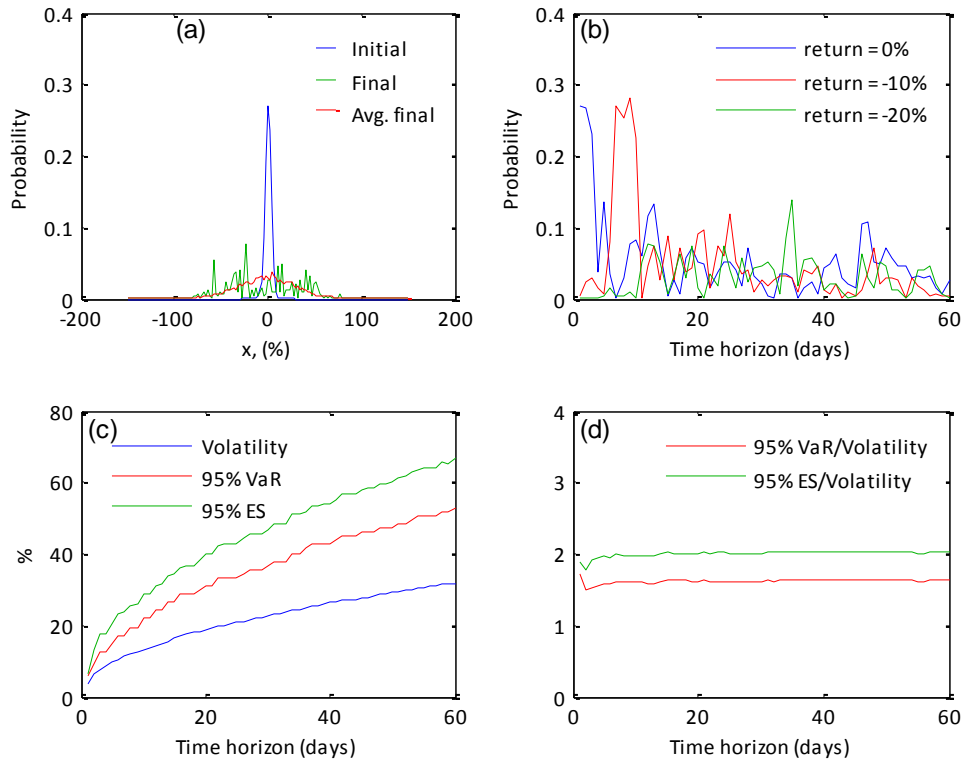 0.4
(a)
Initial
Final
Avg. final
0.3
0.2
0.1
0
Probability
-200
-100
0
100
200
x, (%)
0.4
(b)
return = 0%
return = -10%
return = -20%
0.3
0.2
0.1
0
Probability
0
20
40
60
Time horizon (days)
80
(c)
Volatility
95% VaR
95% ES
60
40
20
0
%
0
20
40
60
Time horizon (days)
4
(d)
95% VaR/Volatility
95% ES/Volatility
3
2
1
0
0
20
40
60
Time horizon (days)